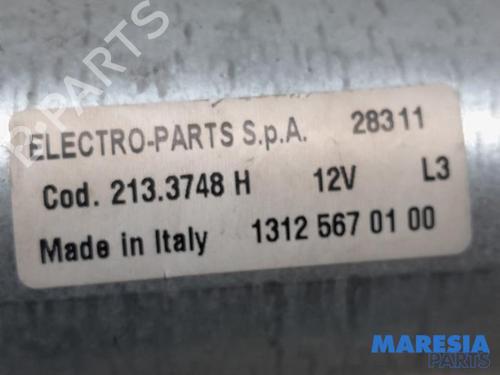 B-PARTS
ELECTRO-PARTS S.p.A. 28311
Cod. 213.3748 H 12V L3
Made in Italy 1312 567 01 00
MARESIA
PARTS